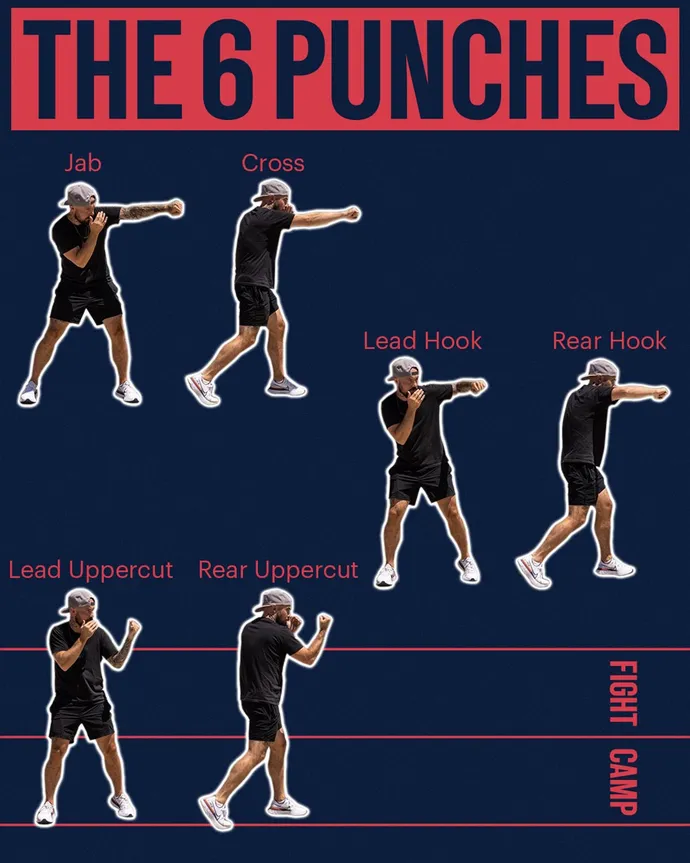 THE 6 PUNCHES
Jab
Cross
Lead Hook
Rear Hook
Lead Uppercut
Rear Uppercut
FIGHT CAMP